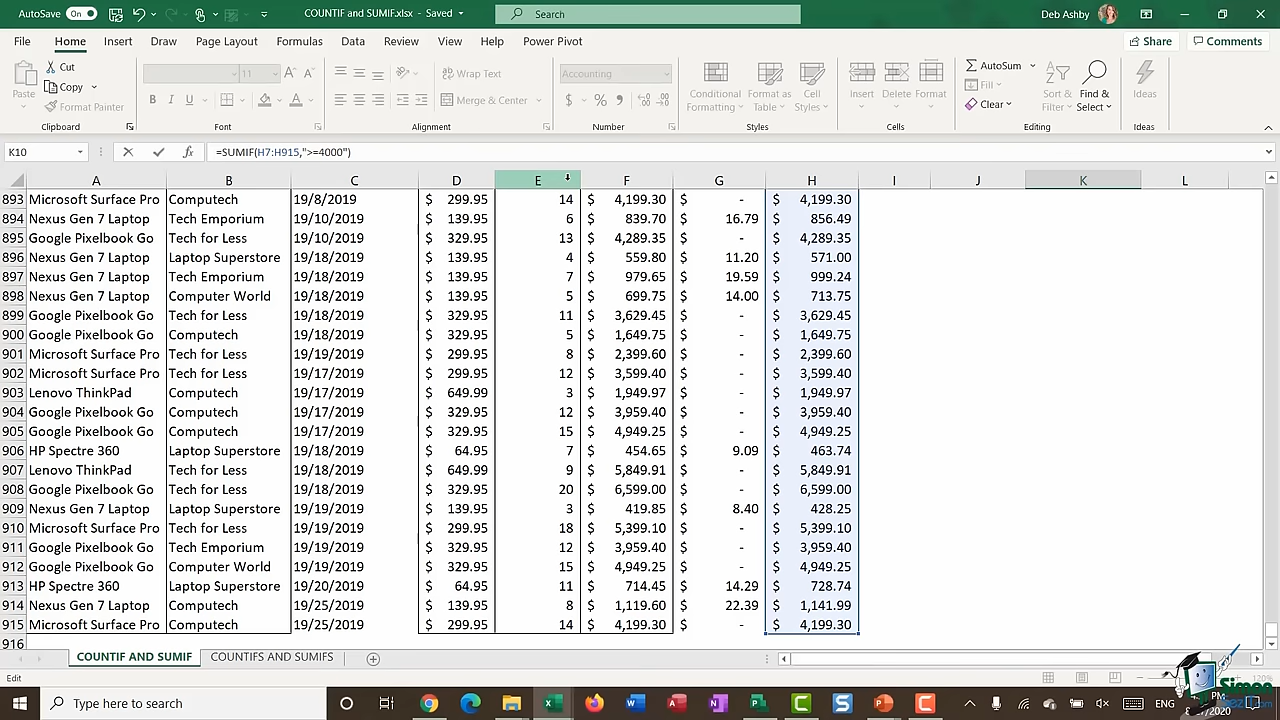 AutoSave On COUNTIF and SUMIF.xlsx - Saved Search Deb Ashby
File Home Insert Draw Page Layout Formulas Data Review View Help Power Pivot Share Comments
Cut
Copy
Format Painter
Paste
11
B I U
Wrap Text
Merge & Center
Accounting
$ % ,
Conditional Formatting
Format as Table
Cell Styles
Insert Delete Format
AutoSum
Fill
Clear
Sort & Filter
Find & Select
Ideas
Clipboard Font Alignment Number Styles Cells Editing Ideas
K10 fx =SUMIF(H7:H915,">=4000")
A B C D E F G H I J K L
893 Microsoft Surface Pro Computech 19/8/2019 $ 299.95 14 $ 4,199.30 $ - $ 4,199.30
894 Nexus Gen 7 Laptop Tech Emporium 19/10/2019 $ 139.95 6 $ 839.70 $ 16.79 $ 856.49
895 Google Pixelbook Go Tech for Less 19/10/2019 $ 329.95 13 $ 4,289.35 $ - $ 4,289.35
896 Nexus Gen 7 Laptop Laptop Superstore 19/18/2019 $ 139.95 4 $ 559.80 $ 11.20 $ 571.00
897 Nexus Gen 7 Laptop Tech Emporium 19/18/2019 $ 139.95 7 $ 979.65 $ 19.59 $ 999.24
898 Nexus Gen 7 Laptop Computer World 19/18/2019 $ 139.95 5 $ 699.75 $ 14.00 $ 713.75
899 Google Pixelbook Go Tech for Less 19/18/2019 $ 329.95 11 $ 3,629.45 $ - $ 3,629.45
900 Google Pixelbook Go Computech 19/18/2019 $ 329.95 5 $ 1,649.75 $ - $ 1,649.75
901 Microsoft Surface Pro Tech for Less 19/19/2019 $ 299.95 8 $ 2,399.60 $ - $ 2,399.60
902 Microsoft Surface Pro Tech for Less 19/17/2019 $ 299.95 12 $ 3,599.40 $ - $ 3,599.40
903 Lenovo ThinkPad Computech 19/17/2019 $ 649.99 3 $ 1,949.97 $ - $ 1,949.97
904 Google Pixelbook Go Computech 19/17/2019 $ 329.95 12 $ 3,959.40 $ - $ 3,959.40
905 Google Pixelbook Go Computech 19/17/2019 $ 329.95 15 $ 4,949.25 $ - $ 4,949.25
906 HP Spectre 360 Laptop Superstore 19/18/2019 $ 64.95 7 $ 454.65 $ 9.09 $ 463.74
907 Lenovo ThinkPad Tech for Less 19/18/2019 $ 649.99 9 $ 5,849.91 $ - $ 5,849.91
908 Google Pixelbook Go Tech for Less 19/18/2019 $ 329.95 20 $ 6,599.00 $ - $ 6,599.00
909 Nexus Gen 7 Laptop Laptop Superstore 19/19/2019 $ 139.95 3 $ 419.85 $ 8.40 $ 428.25
910 Microsoft Surface Pro Tech for Less 19/19/2019 $ 299.95 18 $ 5,399.10 $ - $ 5,399.10
911 Google Pixelbook Go Tech Emporium 19/19/2019 $ 329.95 12 $ 3,959.40 $ - $ 3,959.40
912 Google Pixelbook Go Computer World 19/19/2019 $ 329.95 15 $ 4,949.25 $ - $ 4,949.25
913 HP Spectre 360 Laptop Superstore 19/20/2019 $ 64.95 11 $ 714.45 $ 14.29 $ 728.74
914 Nexus Gen 7 Laptop Computech 19/25/2019 $ 139.95 8 $ 1,119.60 $ 22.39 $ 1,141.99
915 Microsoft Surface Pro Computech 19/25/2019 $ 299.95 14 $ 4,199.30 $ - $ 4,199.30
916
COUNTIF AND SUMIF COUNTIFS AND SUMIFS
Edit 120%
Type here to search ENG PM